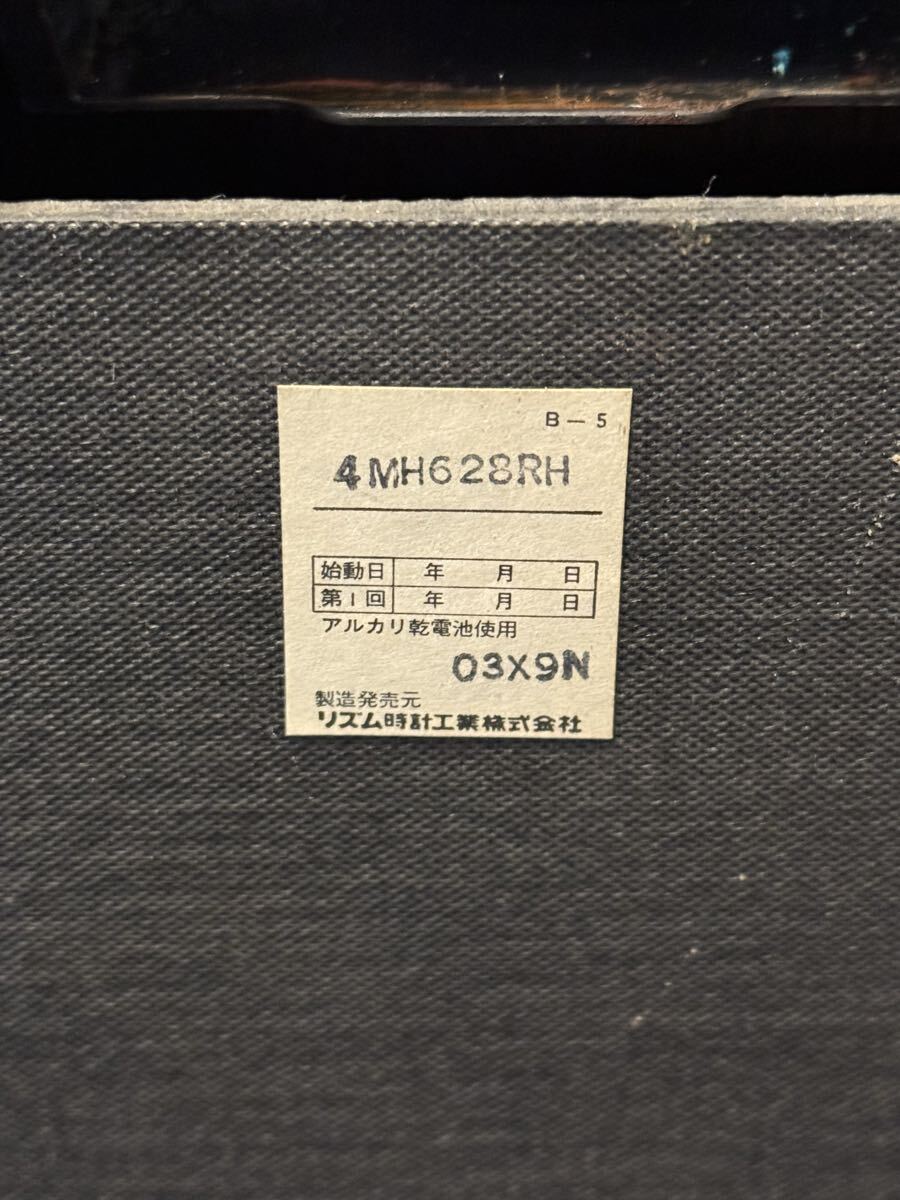 B－5
4MH628RH
始動日 年 月 日
第1回 年 月 日
アルカリ乾電池使用
03X9N
製造発売元
リズム時計工業株式会社